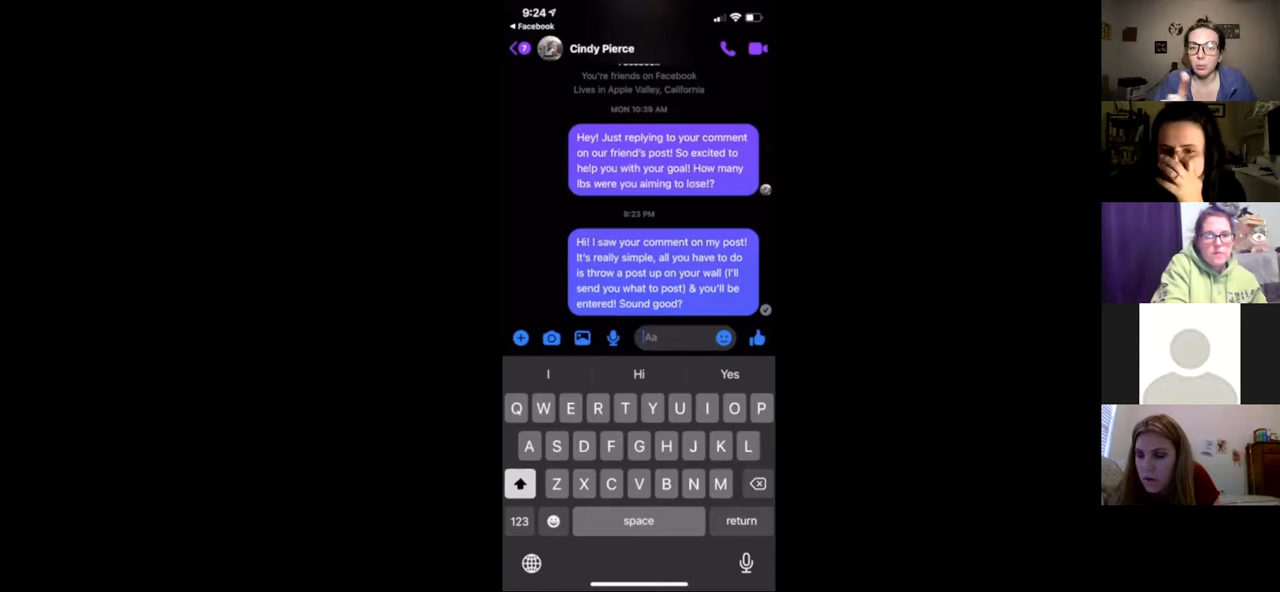 9:24
Facebook
7
Cindy Pierce
Facebook
You're friends on Facebook
Lives in Apple Valley, California
MON 10:39 AM
Hey! Just replying to your comment
on our friend's post! So excited to
help you with your goal! How many
lbs were you aiming to lose!?
9:23 PM
Hi! I saw your comment on my post!
It's really simple, all you have to do
is throw a post up on your wall (I'll
send you what to post) & you'll be
entered! Sound good?
Aa
I Hi Yes
Q W E R T Y U I O P
A S D F G H J K L
Z X C V B N M
123 space return